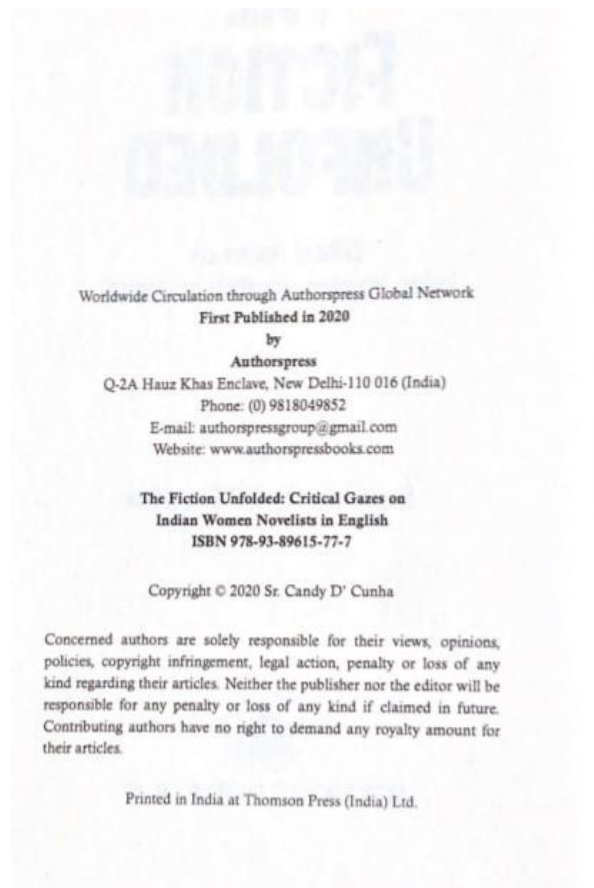 Worldwide Circulation through Authorspress Global Network
First Published in 2020
by
Authorspress
Q-2A Hauz Khas Enclave, New Delhi-110 016 (India)
Phone: (0) 9818049852
E-mail: authorspressgroup@gmail.com
Website: www.authorspressbooks.com
The Fiction Unfolded: Critical Gazes on
Indian Women Novelists in English
ISBN 978-93-89615-77-7
Copyright © 2020 Sr. Candy D' Cunha
Concerned authors are solely responsible for their views, opinions,
policies, copyright infringement, legal action, penalty or loss of any
kind regarding their articles. Neither the publisher nor the editor will be
responsible for any penalty or loss of any kind if claimed in future.
Contributing authors have no right to demand any royalty amount for
their articles.
Printed in India at Thomson Press (India) Ltd.